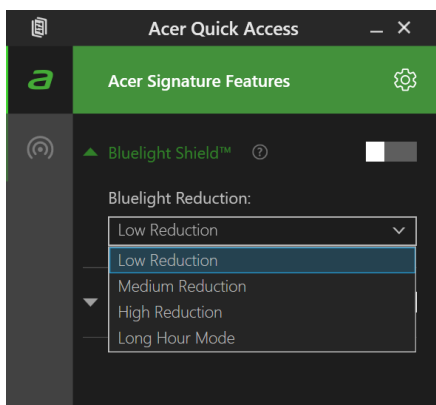 Acer Quick Access
Acer Signature Features
Bluelight Shield™ ?
Bluelight Reduction:
Low Reduction
Low Reduction
Medium Reduction
High Reduction
Long Hour Mode